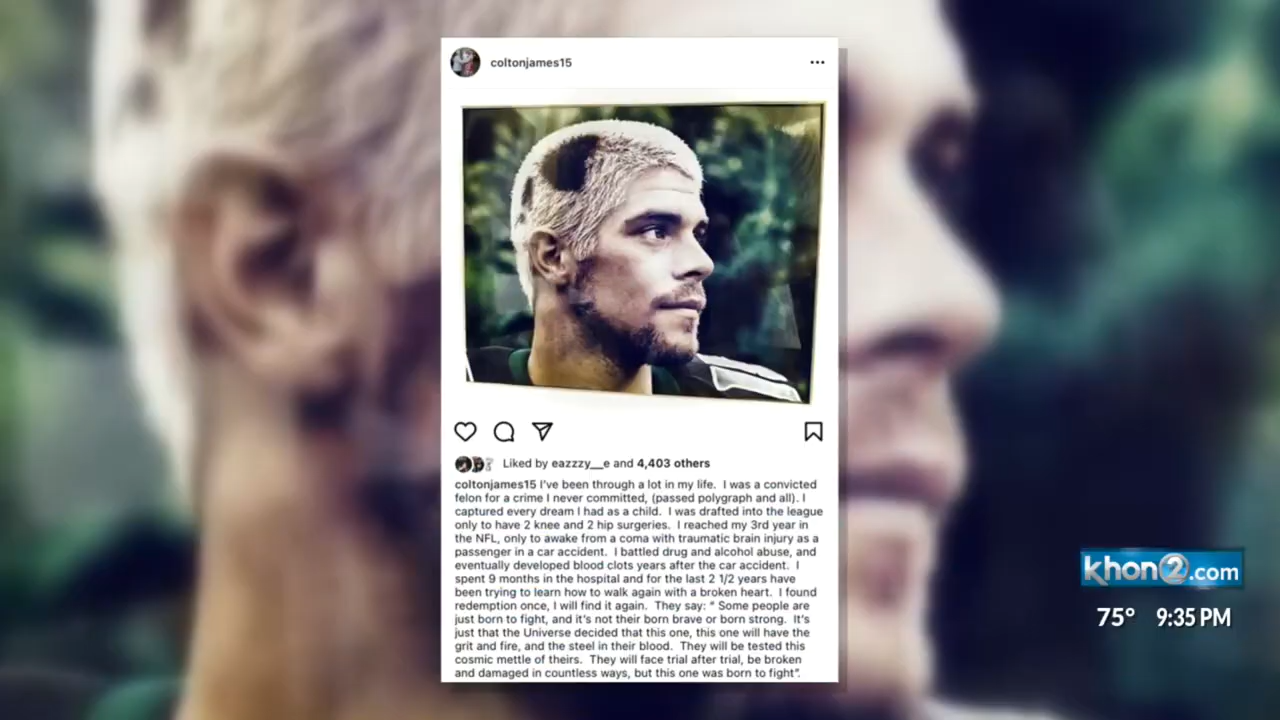 coltonjames15
Liked by eazzzy__e and 4,403 others
coltonjames15 I've been through a lot in my life. I was a convicted
felon for a crime I never committed, (passed polygraph and all). I
captured every dream I had as a child. I was drafted into the league
only to have 2 knee and 2 hip surgeries. I reached my 3rd year in
the NFL, only to awake from a coma with traumatic brain injury as a
passenger in a car accident. I battled drug and alcohol abuse, and
eventually developed blood clots years after the car accident. I
spent 9 months in the hospital and for the last 2 1/2 years have
been trying to learn how to walk again with a broken heart. I found
redemption once, I will find it again. They say: “ Some people are
just born to fight, and it's not their born brave or born strong. It's
just that the Universe decided that this one, this one will have the
grit and fire, and the steel in their blood. They will be tested this
cosmic mettle of theirs. They will face trial after trial, be broken
and damaged in countless ways, but this one was born to fight”.
khon2.com
75° 9:35 PM